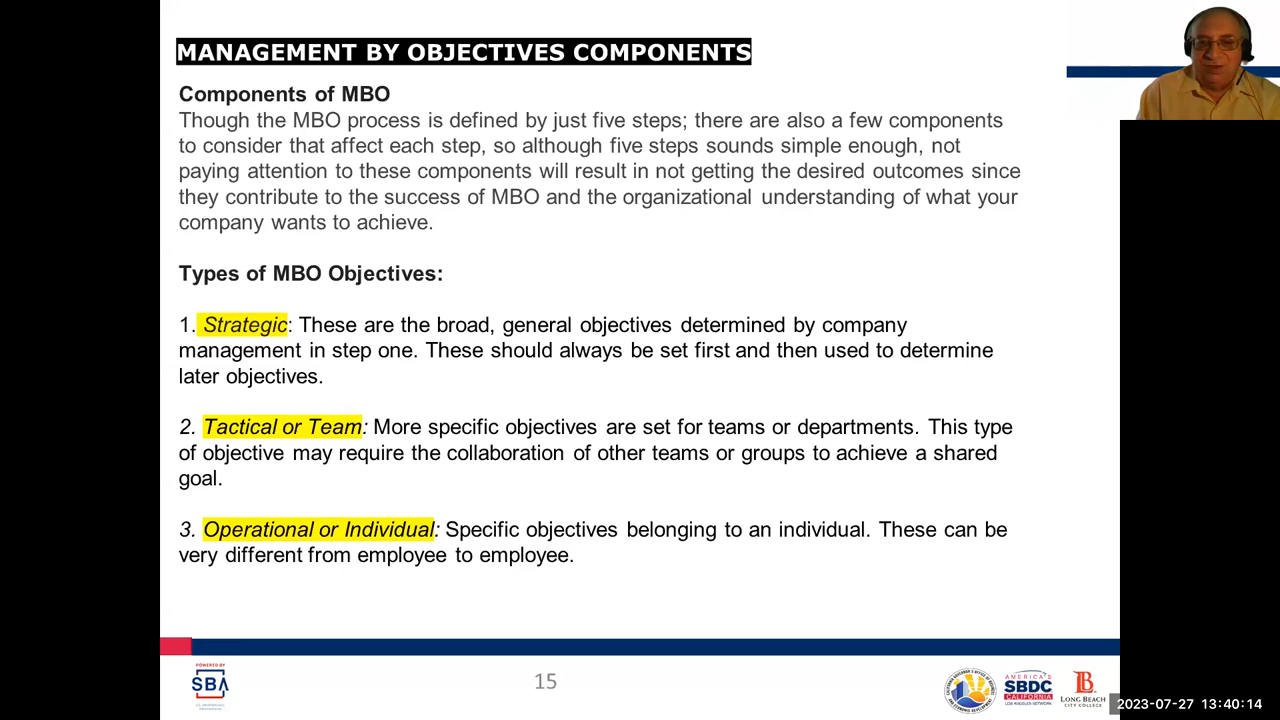 MANAGEMENT BY OBJECTIVES COMPONENTS
Components of MBO
Though the MBO process is defined by just five steps; there are also a few components
to consider that affect each step, so although five steps sounds simple enough, not
paying attention to these components will result in not getting the desired outcomes since
they contribute to the success of MBO and the organizational understanding of what your
company wants to achieve.
Types of MBO Objectives:
1. Strategic: These are the broad, general objectives determined by company
management in step one. These should always be set first and then used to determine
later objectives.
2. Tactical or Team: More specific objectives are set for teams or departments. This type
of objective may require the collaboration of other teams or groups to achieve a shared
goal.
3. Operational or Individual: Specific objectives belonging to an individual. These can be
very different from employee to employee.
POWERED BY
SBA
15
AMERICA'S
SBDC
CALIFORNIA
LOS ANGELES NETWORK
LONG BEACH
CITY COLLEGE
2023-07-27 13:40:14